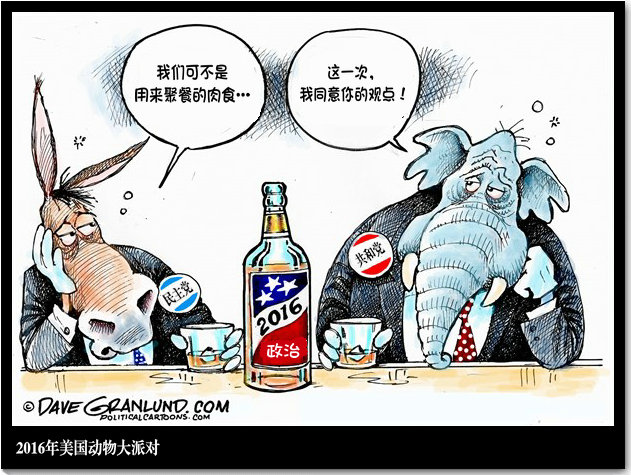 我们可不是
用来聚餐的肉食…
这一次，
我同意你的观点！
民主党
共和党
2016
政治
© DAVE GRANLUND.COM
POLITICALCARTOONS.COM
2016年美国动物大派对